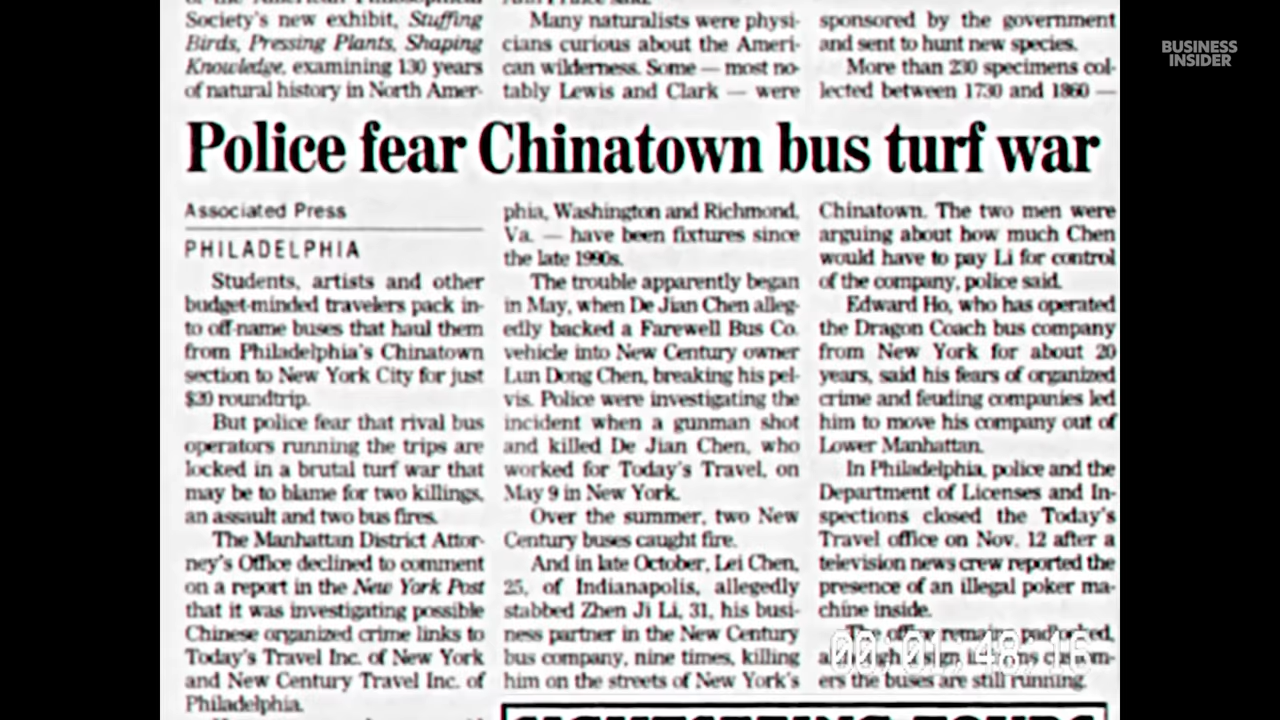 Society's new exhibit, Stuffing
Birds, Pressing Plants, Shaping
Knowledge, examining 130 years
of natural history in North Amer-
Many naturalists were physi-
cians curious about the Ameri-
can wilderness. Some — most no-
tably Lewis and Clark — were
sponsored by the government
and sent to hunt new species.
More than 230 specimens col-
lected between 1730 and 1860 —
BUSINESS
INSIDER
Police fear Chinatown bus turf war
Associated Press
PHILADELPHIA
Students, artists and other
budget-minded travelers pack in-
to off-name buses that haul them
from Philadelphia's Chinatown
section to New York City for just
$20 roundtrip.
But police fear that rival bus
operators running the trips are
locked in a brutal turf war that
may be to blame for two killings,
an assault and two bus fires.
The Manhattan District Attor-
ney's Office declined to comment
on a report in the New York Post
that it was investigating possible
Chinese organized crime links to
Today's Travel Inc. of New York
and New Century Travel Inc. of
Philadelphia.
phia, Washington and Richmond,
Va. — have been fixtures since
the late 1990s.
The trouble apparently began
in May, when De Jian Chen alleg-
edly backed a Farewell Bus Co.
vehicle into New Century owner
Lun Dong Chen, breaking his pel-
vis. Police were investigating the
incident when a gunman shot
and killed De Jian Chen, who
worked for Today's Travel, on
May 9 in New York.
Over the summer, two New
Century buses caught fire.
And in late October, Lei Chen,
25, of Indianapolis, allegedly
stabbed Zhen Ji Li, 31, his busi-
ness partner in the New Century
bus company, nine times, killing
him on the streets of New York's
Chinatown. The two men were
arguing about how much Chen
would have to pay Li for control
of the company, police said.
Edward Ho, who has operated
the Dragon Coach bus company
from New York for about 20
years, said his fears of organized
crime and feuding companies led
him to move his company out of
Lower Manhattan.
In Philadelphia, police and the
Department of Licenses and In-
spections closed the Today's
Travel office on Nov. 12 after a
television news crew reported the
presence of an illegal poker ma-
chine inside.
The office remains padlocked,
although a sign
ers the buses are still running.
00:01:48.16